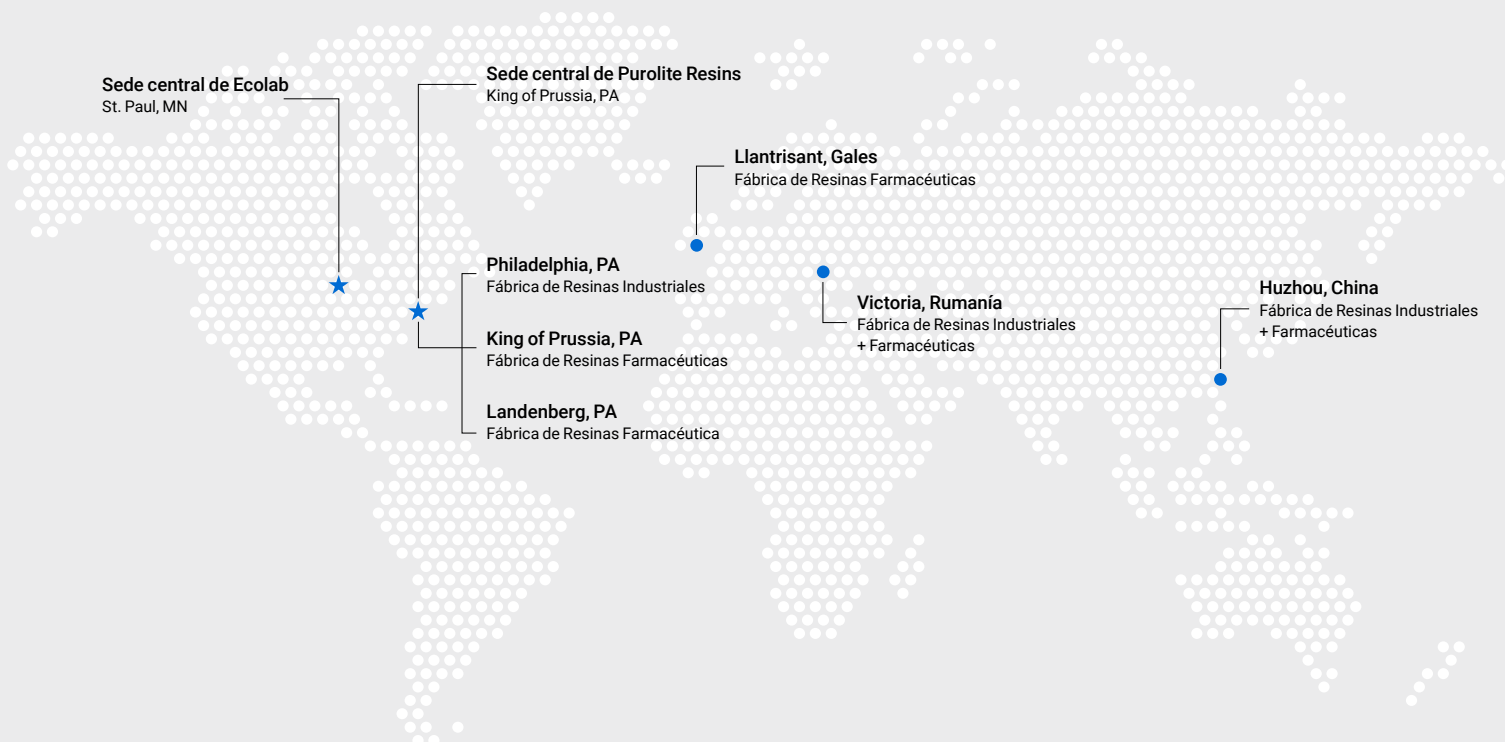 Sede central de Ecolab
St. Paul, MN
Sede central de Purolite Resins
King of Prussia, PA
Llantrisant, Gales
Fábrica de Resinas Farmacéuticas
Philadelphia, PA
Fábrica de Resinas Industriales
King of Prussia, PA
Fábrica de Resinas Farmacéuticas
Landenberg, PA
Fábrica de Resinas Farmacéutica
Victoria, Rumanía
Fábrica de Resinas Industriales
+ Farmacéuticas
Huzhou, China
Fábrica de Resinas Industriales
+ Farmacéuticas